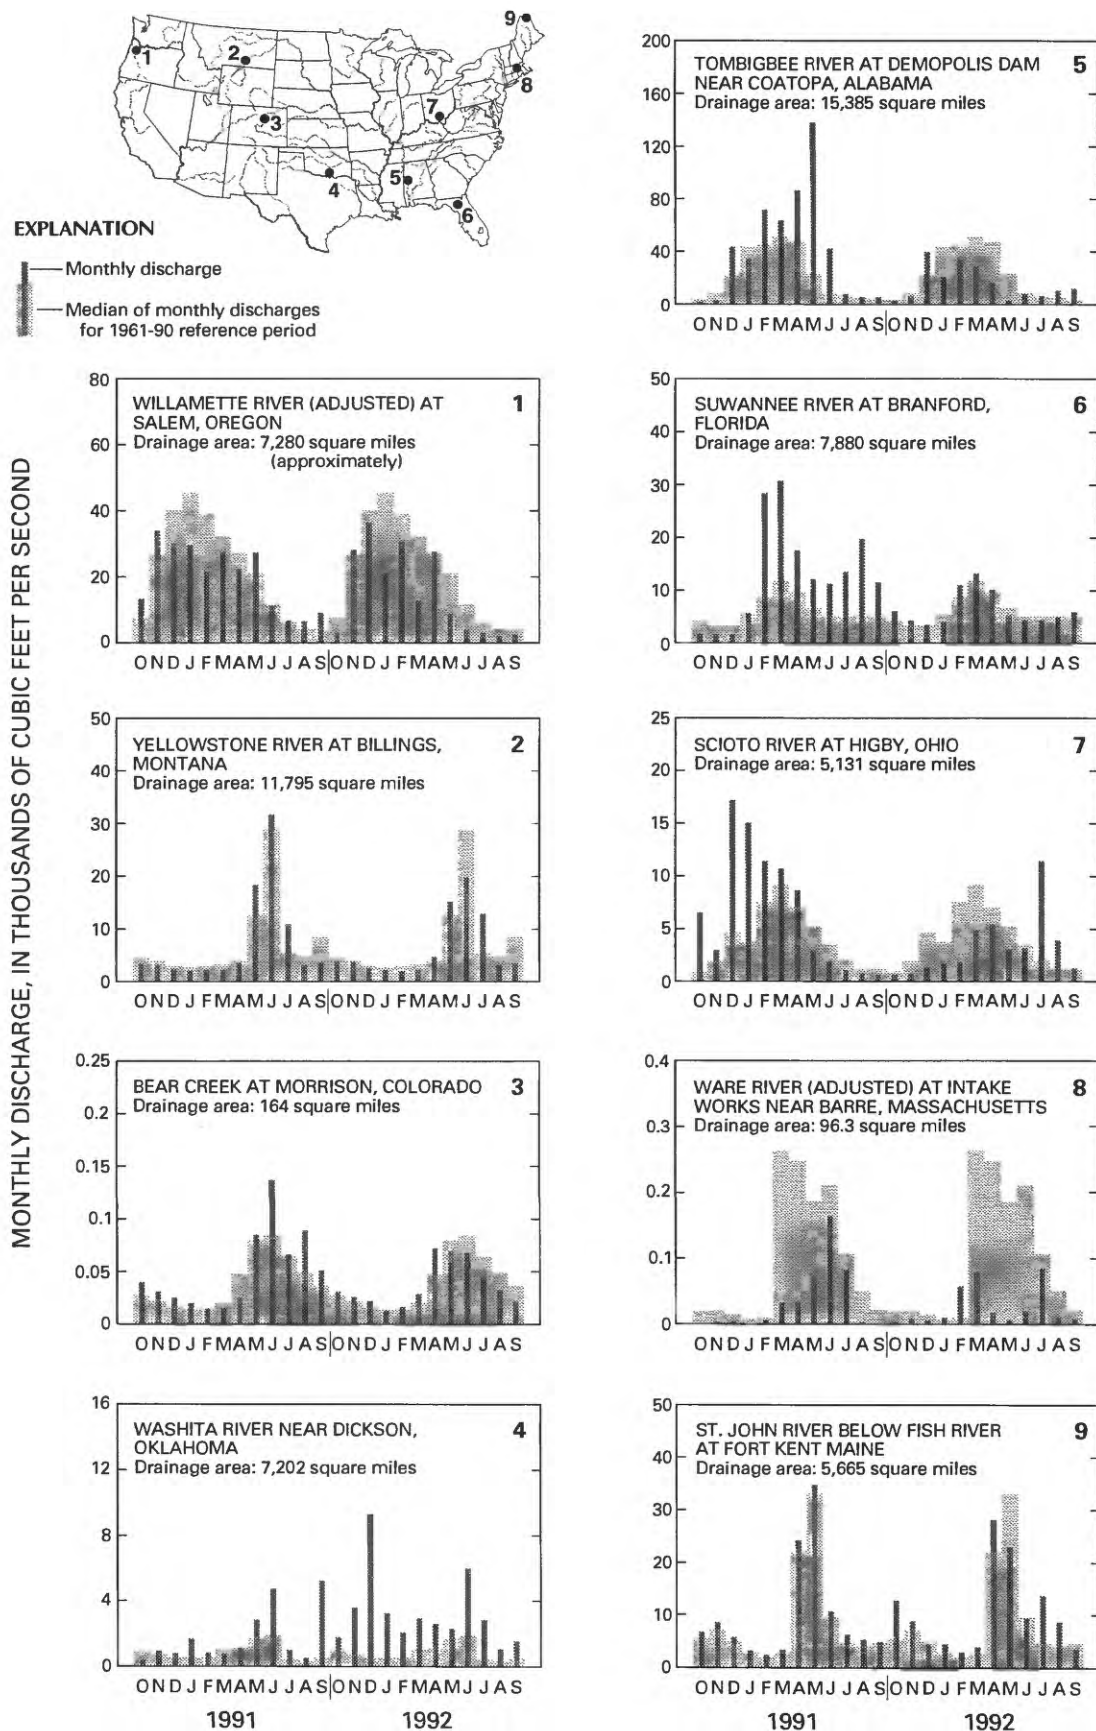 9
1
2
3
7
8
4
5
6
EXPLANATION
Monthly discharge
Median of monthly discharges
for 1961-90 reference period
MONTHLY DISCHARGE, IN THOUSANDS OF CUBIC FEET PER SECOND
80
60
40
20
0
WILLAMETTE RIVER (ADJUSTED) AT
SALEM, OREGON
Drainage area: 7,280 square miles
(approximately)
1
O N D J F M A M J J A S O N D J F M A M J J A S
50
40
30
20
10
0
YELLOWSTONE RIVER AT BILLINGS,
MONTANA
Drainage area: 11,795 square miles
2
O N D J F M A M J J A S O N D J F M A M J J A S
0.25
0.2
0.15
0.1
0.05
0
BEAR CREEK AT MORRISON, COLORADO
Drainage area: 164 square miles
3
O N D J F M A M J J A S O N D J F M A M J J A S
16
12
8
4
0
WASHITA RIVER NEAR DICKSON,
OKLAHOMA
Drainage area: 7,202 square miles
4
O N D J F M A M J J A S O N D J F M A M J J A S
1991 1992
200
160
120
80
40
0
TOMBIGBEE RIVER AT DEMOPOLIS DAM
NEAR COATOPA, ALABAMA
Drainage area: 15,385 square miles
5
O N D J F M A M J J A S O N D J F M A M J J A S
50
40
30
20
10
0
SUWANNEE RIVER AT BRANFORD,
FLORIDA
Drainage area: 7,880 square miles
6
O N D J F M A M J J A S O N D J F M A M J J A S
25
20
15
10
5
0
SCIOTO RIVER AT HIGBY, OHIO
Drainage area: 5,131 square miles
7
O N D J F M A M J J A S O N D J F M A M J J A S
0.4
0.3
0.2
0.1
0
WARE RIVER (ADJUSTED) AT INTAKE
WORKS NEAR BARRE, MASSACHUSETTS
Drainage area: 96.3 square miles
8
O N D J F M A M J J A S O N D J F M A M J J A S
50
40
30
20
10
0
ST. JOHN RIVER BELOW FISH RIVER
AT FORT KENT MAINE
Drainage area: 5,665 square miles
9
O N D J F M A M J J A S O N D J F M A M J J A S
1991 1992